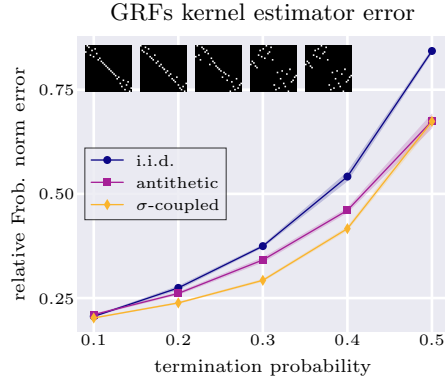 GRFs kernel estimator error
relative Frob. norm error
0.75
0.50
0.25
i.i.d.
antithetic
σ-coupled
0.1 0.2 0.3 0.4 0.5
termination probability